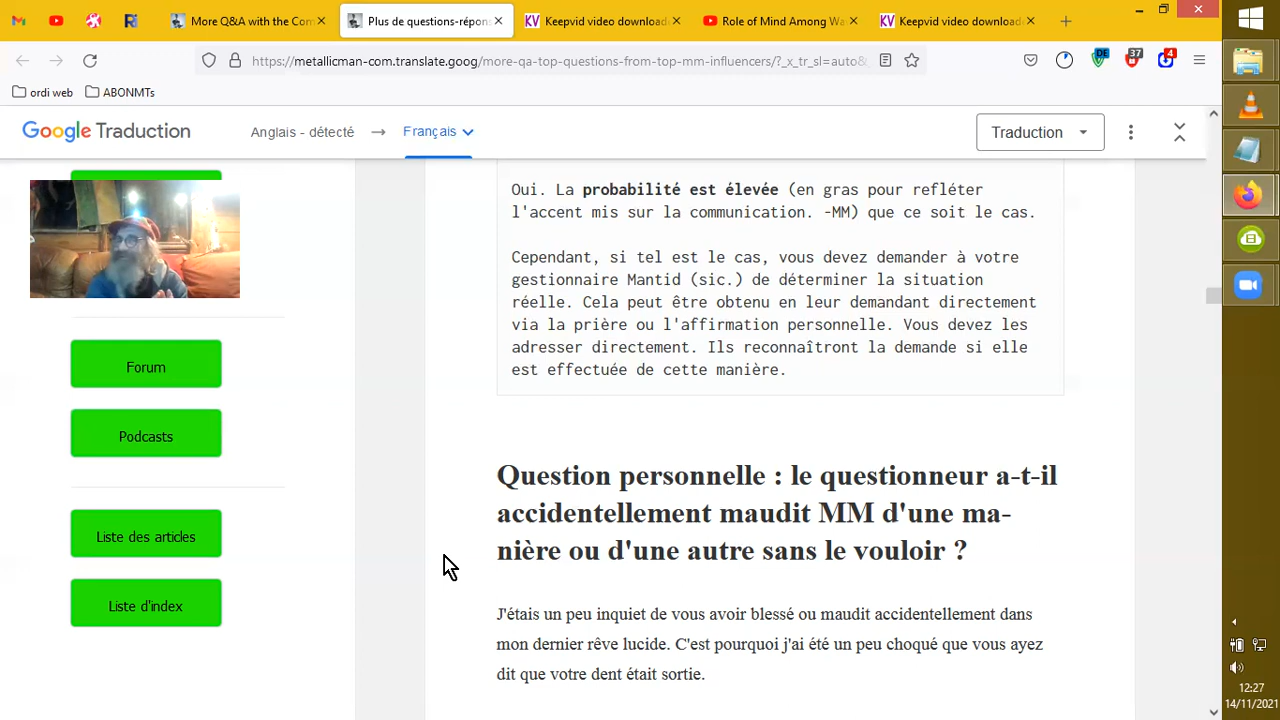 More Q&A with the Com
Plus de questions-répons
Keepvid video download
Role of Mind Among Wa
Keepvid video download
https://metallicman-com.translate.goog/more-qa-top-questions-from-top-mm-influencers/?_x_tr_sl=auto&
DE
37
4
ordi web
ABONMTs
Google Traduction
Anglais - détecté
Français
Traduction
Oui. La probabilité est élevée (en gras pour refléter
l'accent mis sur la communication. -MM) que ce soit le cas.
Cependant, si tel est le cas, vous devez demander à votre
gestionnaire Mantid (sic.) de déterminer la situation
réelle. Cela peut être obtenu en leur demandant directement
via la prière ou l'affirmation personnelle. Vous devez les
adresser directement. Ils reconnaîtront la demande si elle
est effectuée de cette manière.
Forum
Podcasts
Liste des articles
Liste d'index
Question personnelle : le questionneur a-t-il
accidentellement maudit MM d'une ma-
nière ou d'une autre sans le vouloir ?
J'étais un peu inquiet de vous avoir blessé ou maudit accidentellement dans
mon dernier rêve lucide. C'est pourquoi j'ai été un peu choqué que vous ayez
dit que votre dent était sortie.
12:27
14/11/2021